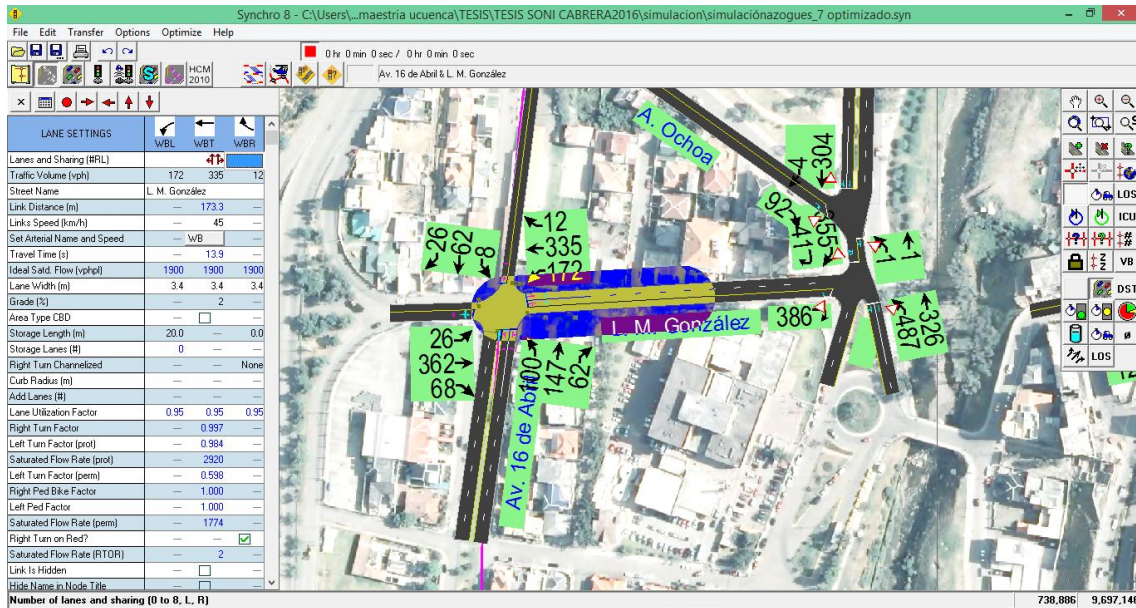 Synchro 8 - C:\Users\...maestria ucuenca\TESIS\TESIS SONI CABRERA2016\simulacion\simulaciónazogues_7 optimizado.syn
File Edit Transfer Options Optimize Help
0 hr 0 min 0 sec / 0 hr 0 min 0 sec
HCM 2010
Av. 16 de Abril & L. M. González
LANE SETTINGS WBL WBT WBR
Lanes and Sharing (#RL)
Traffic Volume (vph) 172 335 12
Street Name L. M. González
Link Distance (m) — 173.3 —
Links Speed (km/h) — 45 —
Set Arterial Name and Speed — WB —
Travel Time (s) — 13.9 —
Ideal Satd. Flow (vphpl) 1900 1900 1900
Lane Width (m) 3.4 3.4 3.4
Grade (%) — 2 —
Area Type CBD — —
Storage Length (m) 20.0 — 0.0
Storage Lanes (#) 0 — —
Right Turn Channelized — — None
Curb Radius (m) — — —
Add Lanes (#) — — —
Lane Utilization Factor 0.95 0.95 0.95
Right Turn Factor — 0.997 —
Left Turn Factor (prot) — 0.984 —
Saturated Flow Rate (prot) — 2920 —
Left Turn Factor (perm) — 0.598 —
Right Ped Bike Factor — 1.000 —
Left Ped Factor — 1.000 —
Saturated Flow Rate (perm) — 1774 —
Right Turn on Red? — —
Saturated Flow Rate (RTOR) — 2 —
Link Is Hidden — —
Hide Name in Node Title — —
A. Ochoa
4
304
92
41
55
1
1
26
62
8
12
335
172
L. M. González
386
487
326
26
362
68
100
147
62
Av. 16 de Abril
LOS
ICU
VB
DST
ø
LOS
Number of lanes and sharing (0 to 8, L, R)
738,886 9,697,146